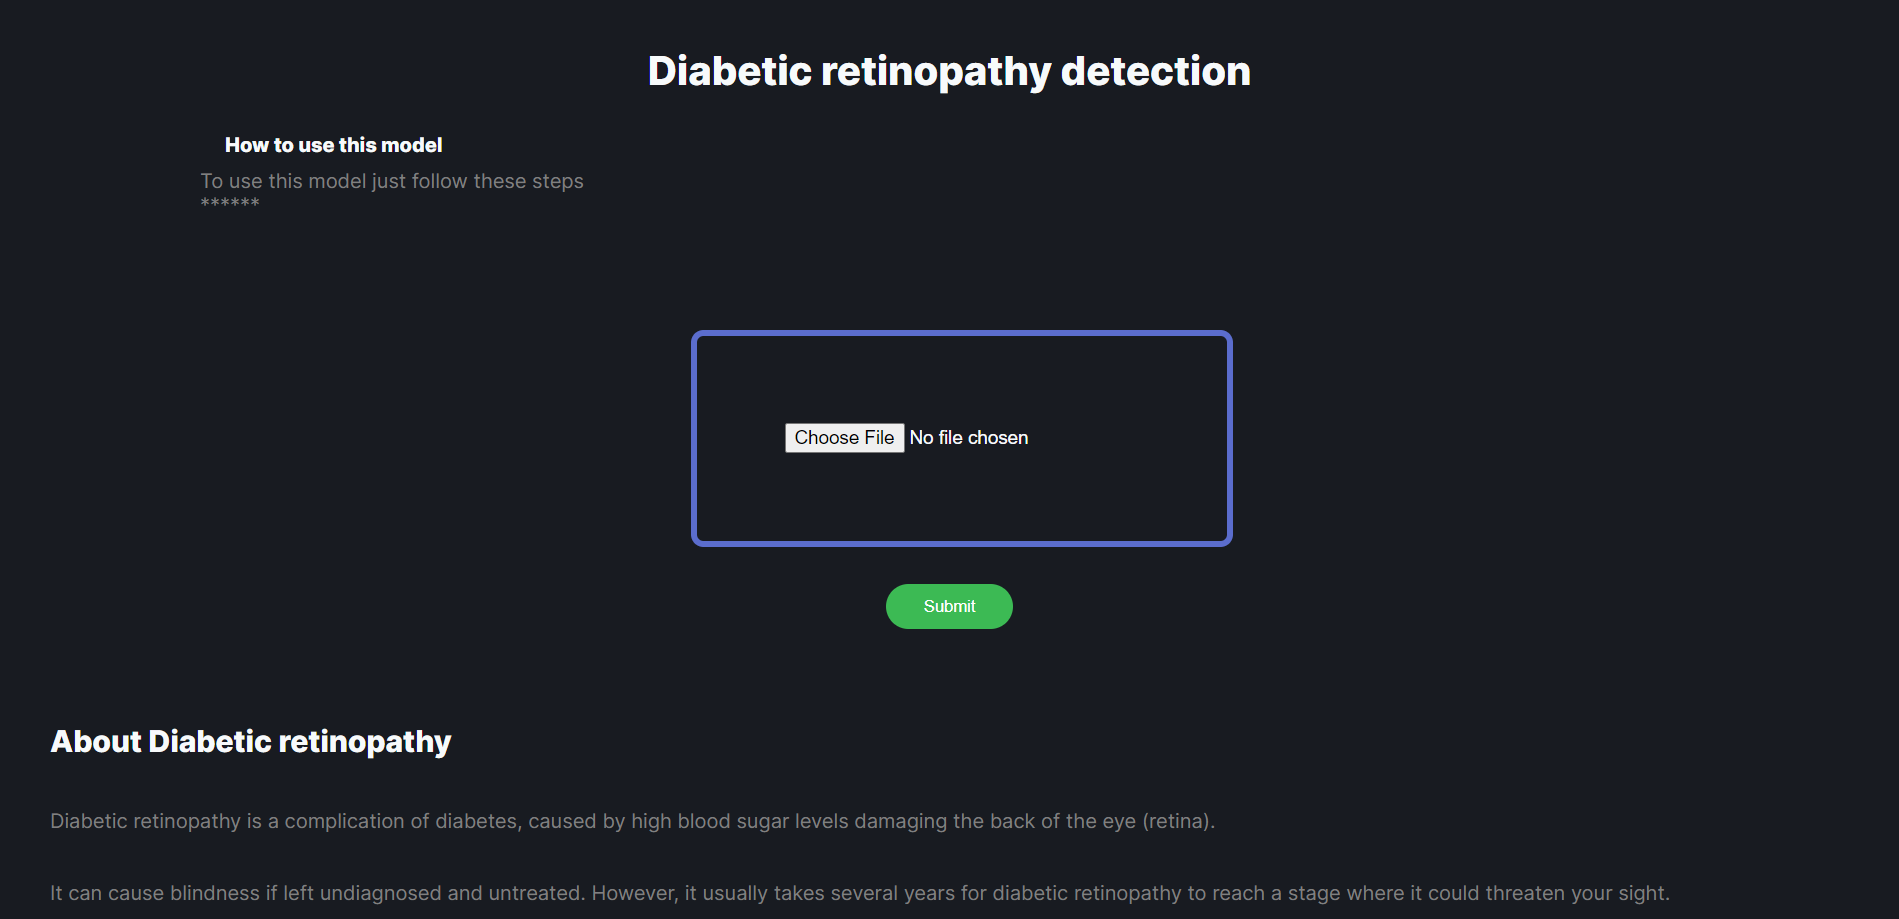 Diabetic retinopathy detection
How to use this model
To use this model just follow these steps
******
Choose File No file chosen
Submit
About Diabetic retinopathy
Diabetic retinopathy is a complication of diabetes, caused by high blood sugar levels damaging the back of the eye (retina).
It can cause blindness if left undiagnosed and untreated. However, it usually takes several years for diabetic retinopathy to reach a stage where it could threaten your sight.